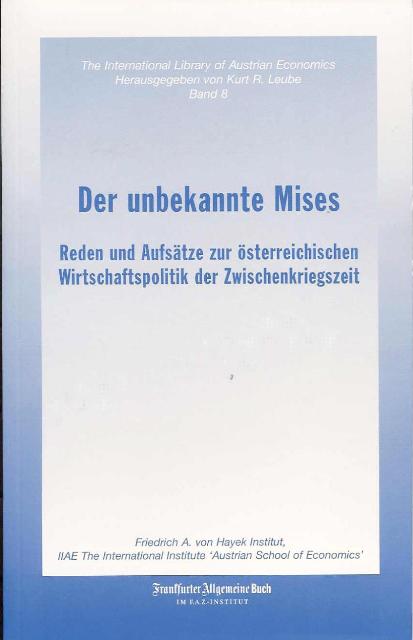 The International Library of Austrian Economics
Herausgegeben von Kurt R. Leube
Band 8
Der unbekannte Mises
Reden und Aufsätze zur österreichischen
Wirtschaftspolitik der Zwischenkriegszeit
Friedrich A. von Hayek Institut,
IIAE The International Institute 'Austrian School of Economics'
Frankfurter Allgemeine Buch
IM F.A.Z.-INSTITUT